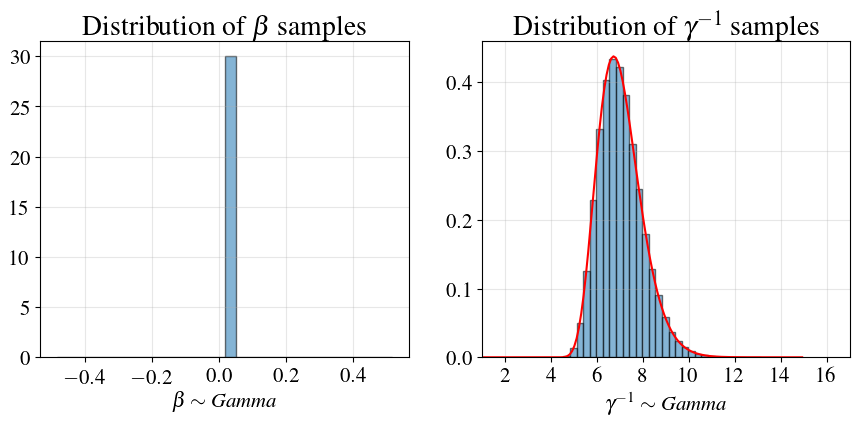 Distribution of β samples
30
25
20
15
10
5
0
−0.4 −0.2 0.0 0.2 0.4
β ~ Gamma
Distribution of γ⁻¹ samples
0.4
0.3
0.2
0.1
0.0
2 4 6 8 10 12 14 16
γ⁻¹ ~ Gamma